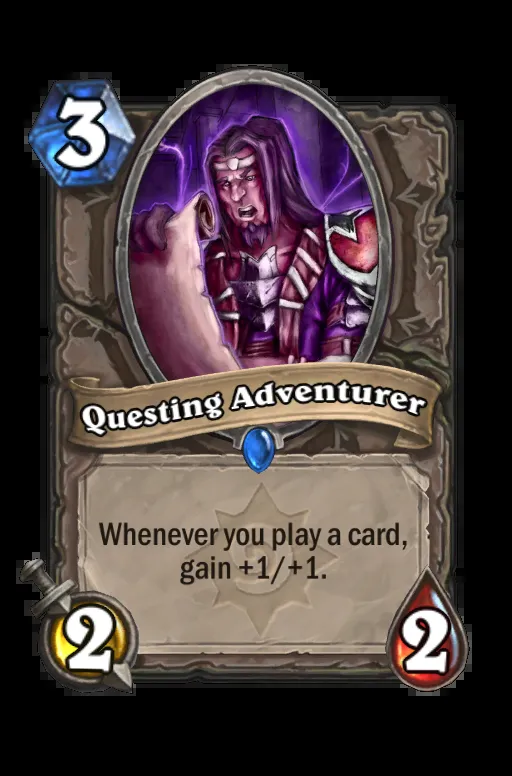 3
Questing Adventurer
Whenever you play a card,
gain +1/+1.
2
2